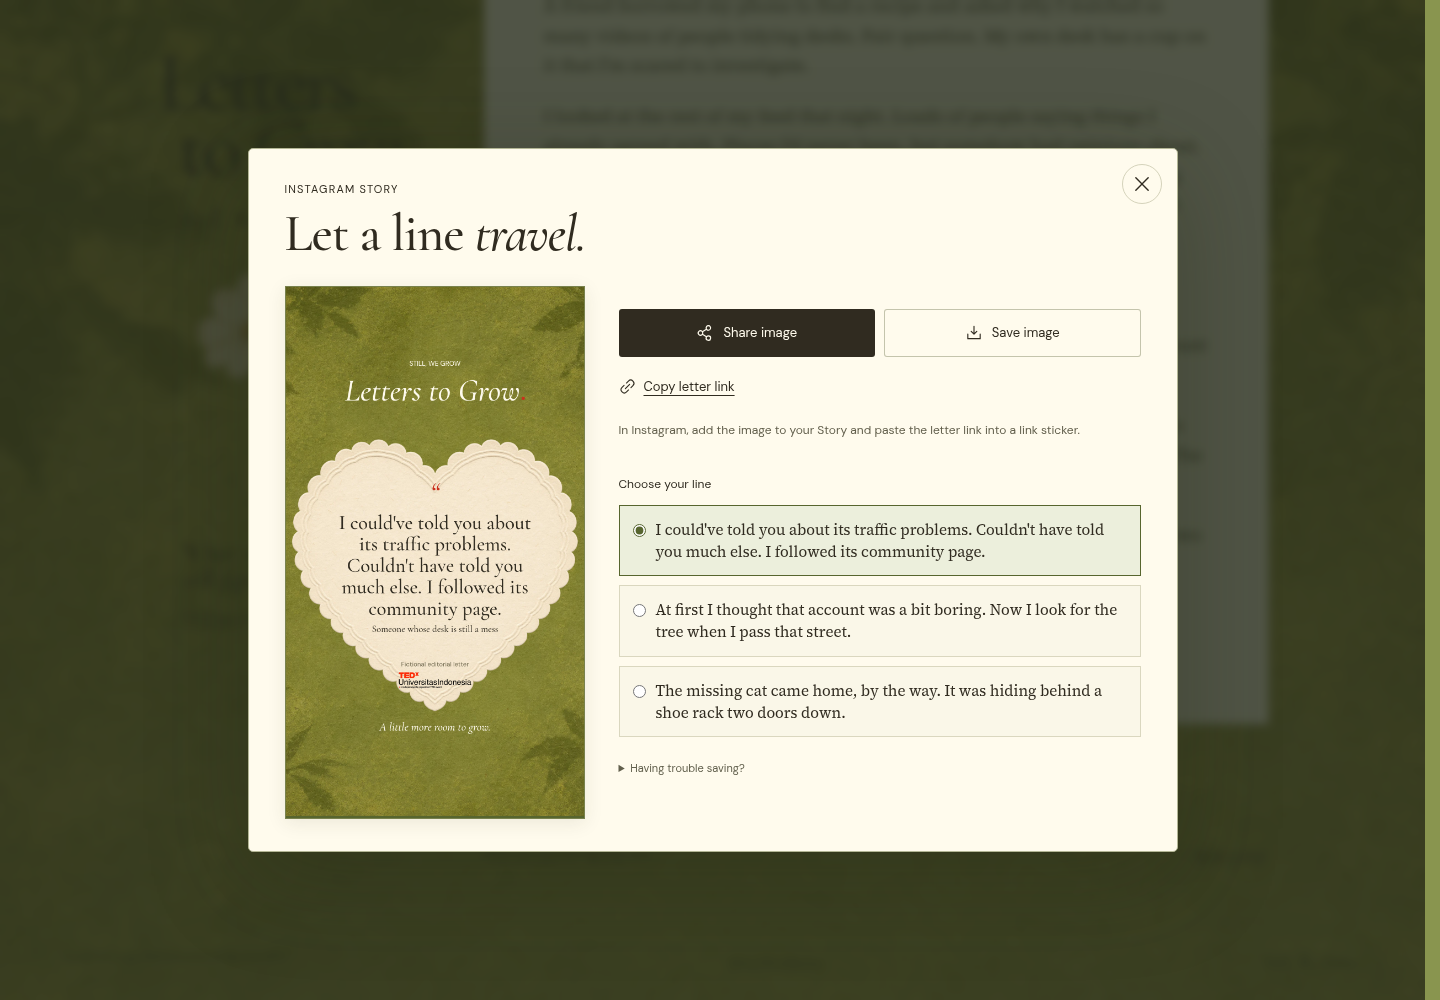 Letters
INSTAGRAM STORY
Let a line travel.
STILL WE GROW
Letters to Grow.
“
I could've told you about
its traffic problems.
Couldn't have told you
much else. I followed its
community page.
Someone whose desk is still a mess
Fictional editorial letter
TEDx
UniversitasIndonesia
A little more room to grow.
Share image
Save image
Copy letter link
In Instagram, add the image to your Story and paste the letter link into a link sticker.
Choose your line
I could've told you about its traffic problems. Couldn't have told
you much else. I followed its community page.
At first I thought that account was a bit boring. Now I look for the
tree when I pass that street.
The missing cat came home, by the way. It was hiding behind a
shoe rack two doors down.
Having trouble saving?